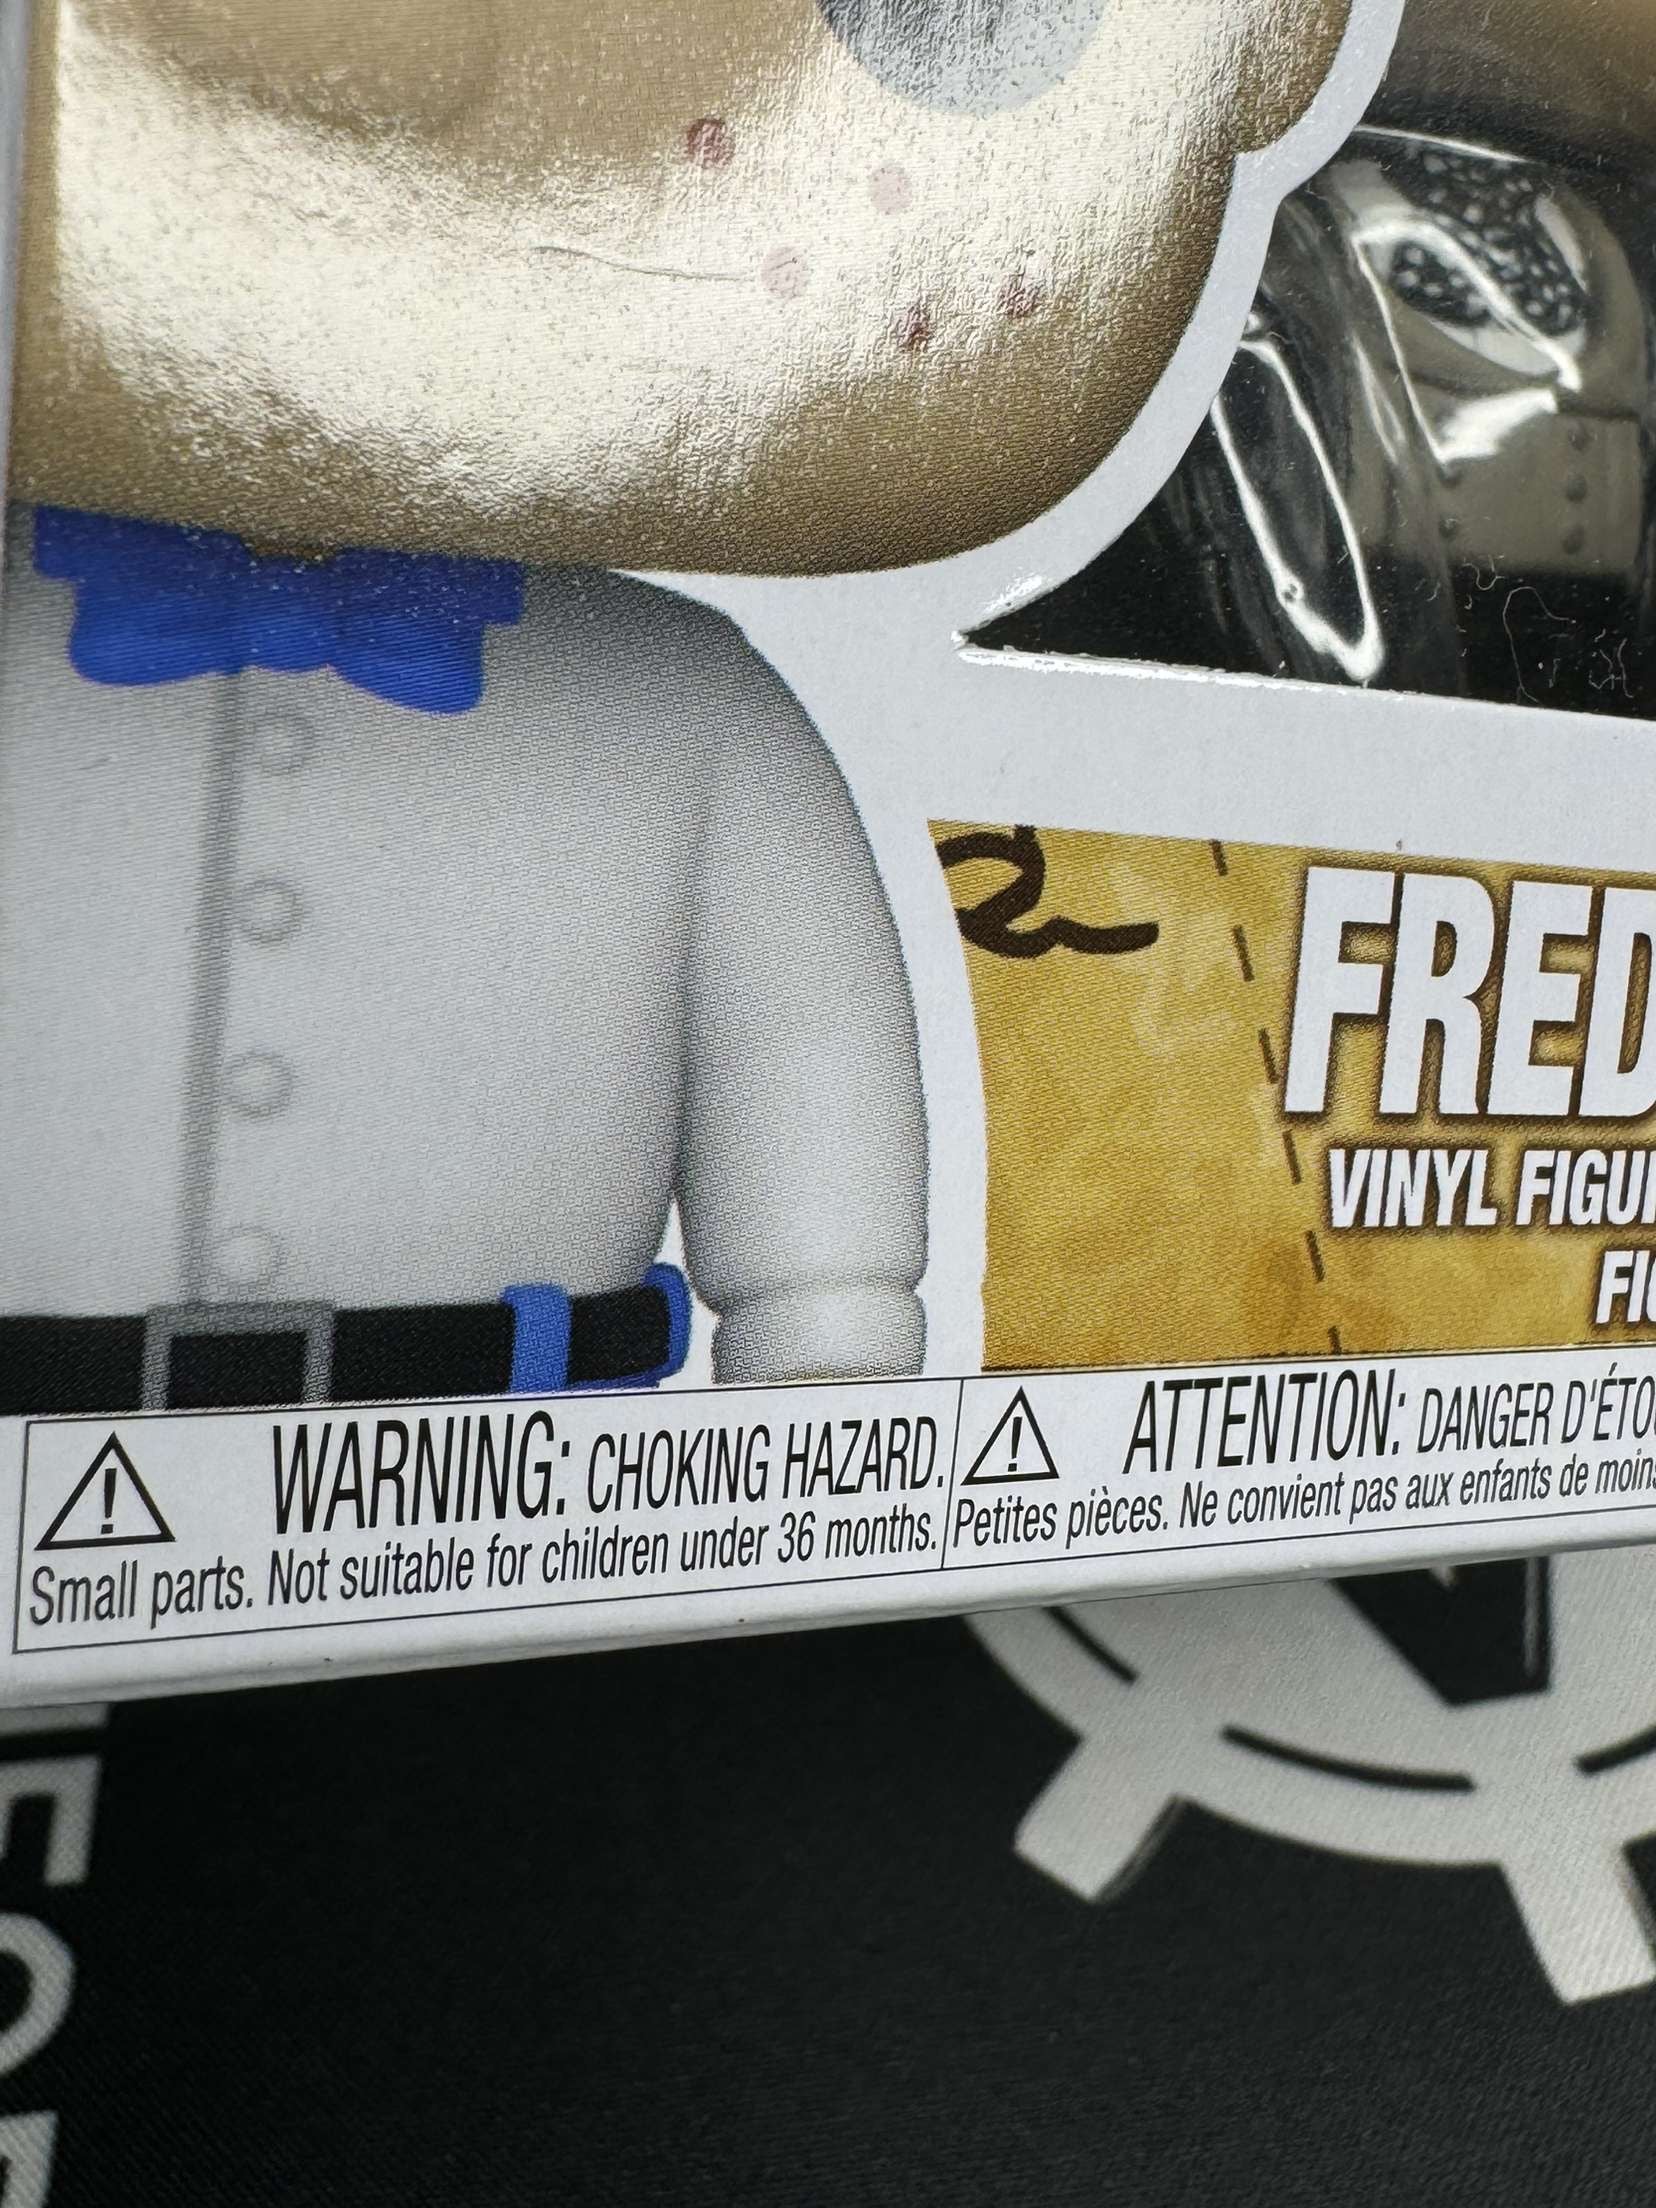 FRED
VINYL FIGU
FI
WARNING: CHOKING HAZARD.
Small parts. Not suitable for children under 36 months.
ATTENTION: DANGER D'ÉTO
Petites pièces. Ne convient pas aux enfants de moins